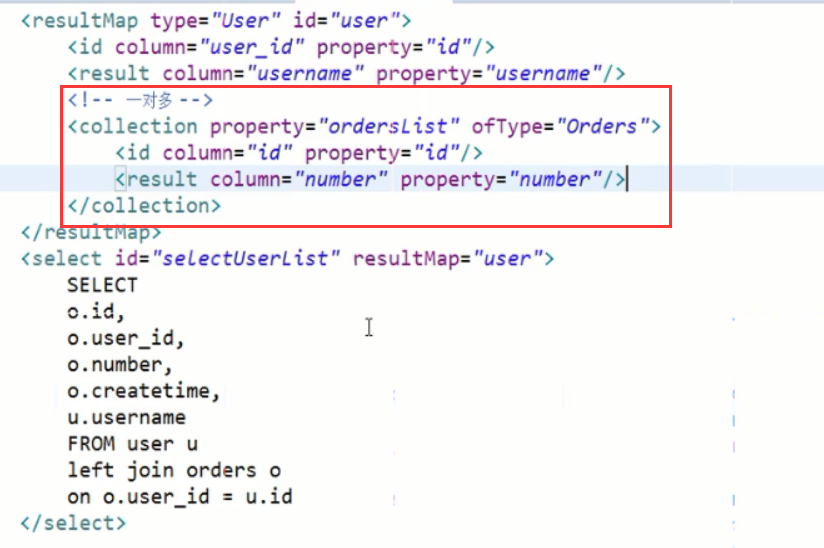 <resultMap type="User" id="user">
<id column="user_id" property="id"/>
<result column="username" property="username"/>
<!-- 一对多 -->
<collection property="ordersList" ofType="Orders">
<id column="id" property="id"/>
<result column="number" property="number"/>
</collection>
</resultMap>
<select id="selectUserList" resultMap="user">
SELECT
o.id,
o.user_id,
o.number,
o.createtime,
u.username
FROM user u
left join orders o
on o.user_id = u.id
</select>